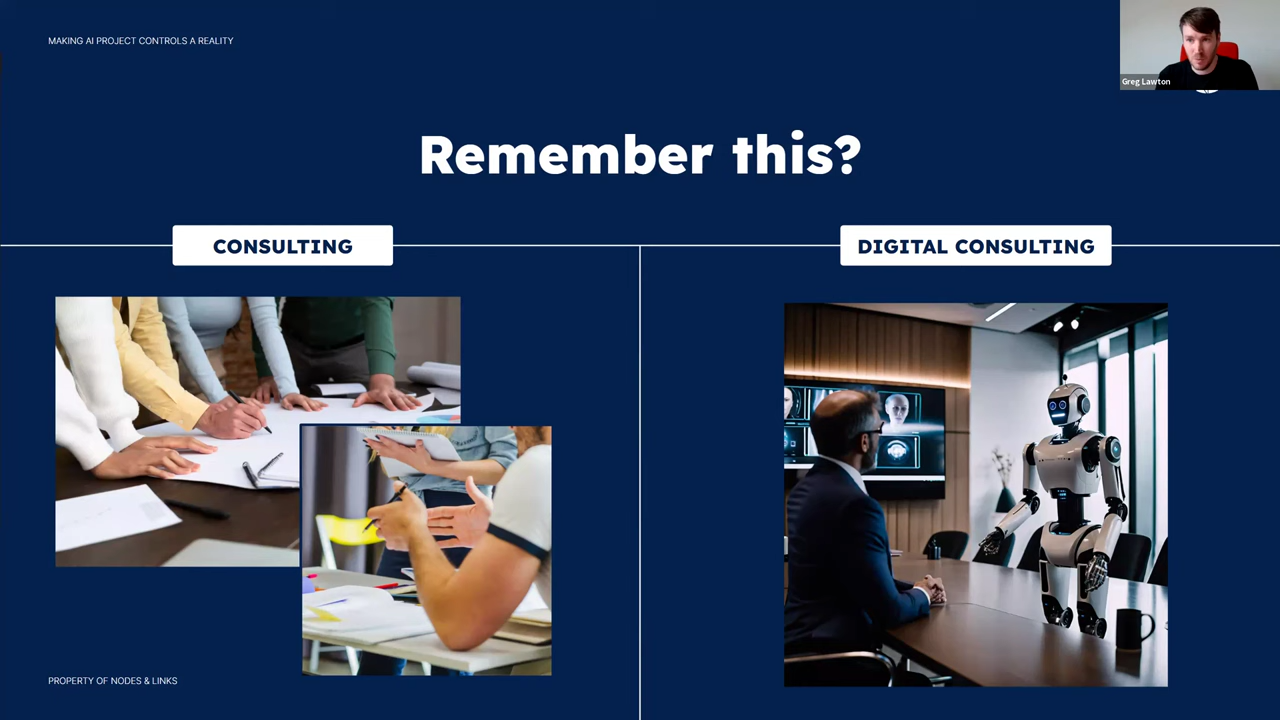 MAKING AI PROJECT CONTROLS A REALITY
Greg Lawton
Remember this?
CONSULTING
DIGITAL CONSULTING
PROPERTY OF NODES & LINKS